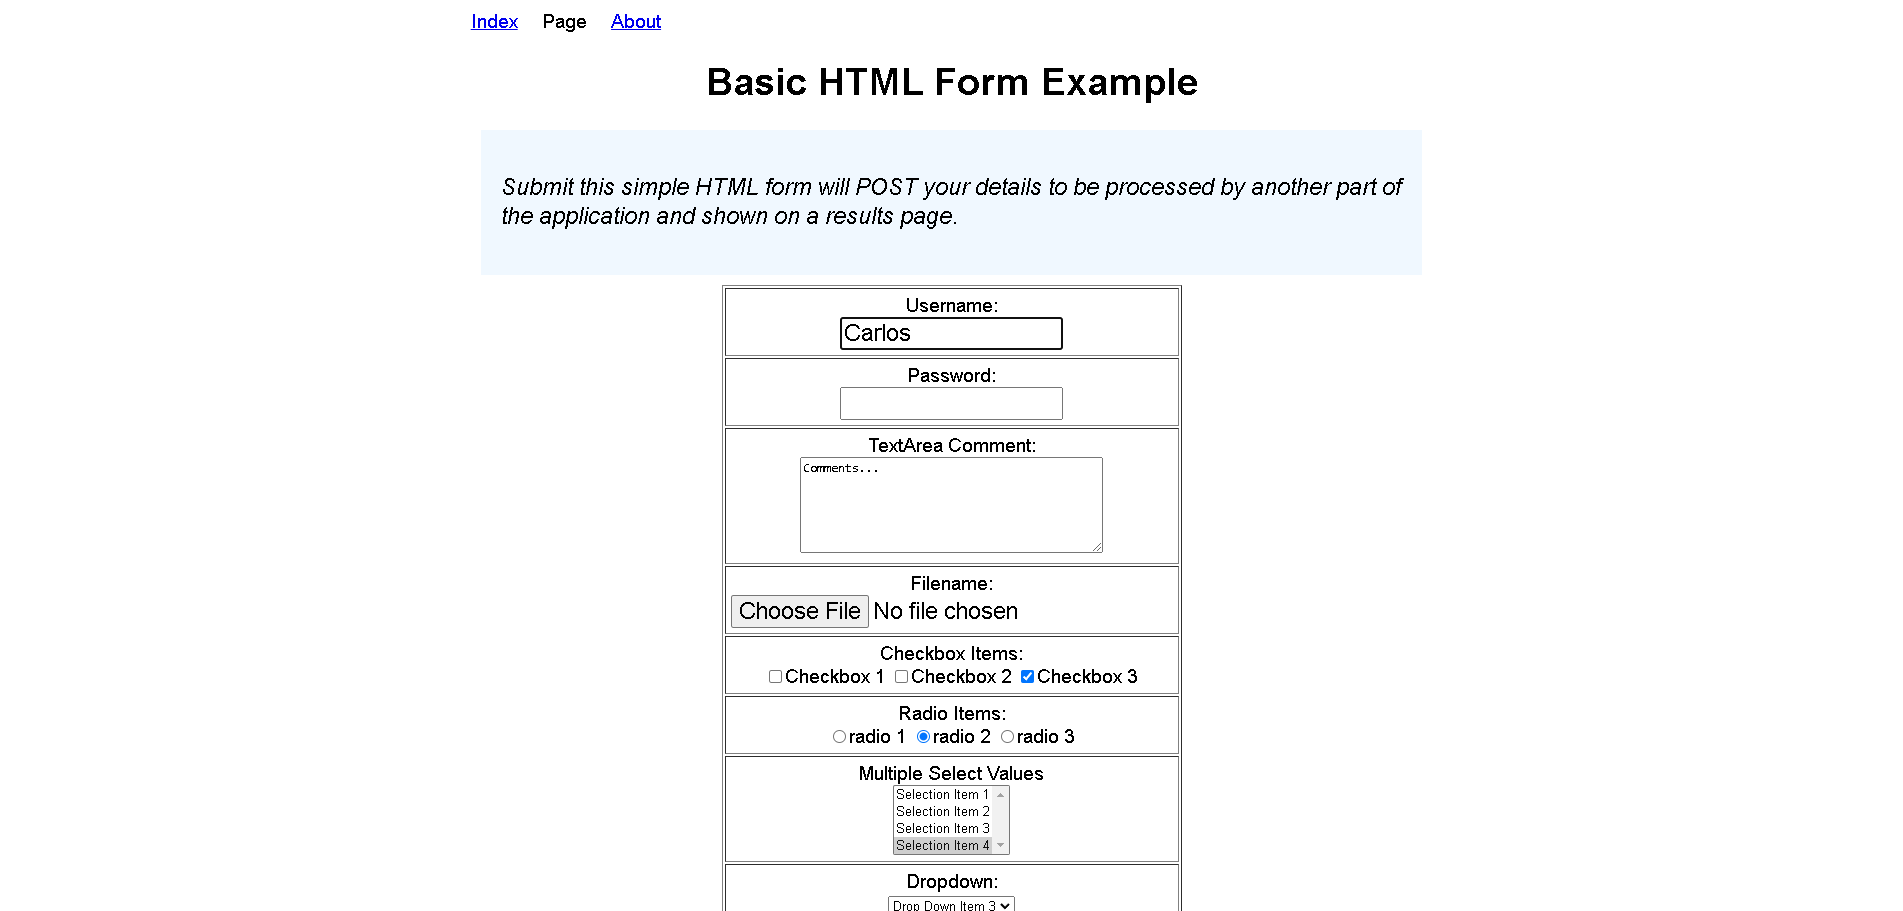 Index Page About
Basic HTML Form Example
Submit this simple HTML form will POST your details to be processed by another part of
the application and shown on a results page.
Username:
Carlos
Password:
TextArea Comment:
Comments...
Filename:
Choose File No file chosen
Checkbox Items:
Checkbox 1 Checkbox 2 Checkbox 3
Radio Items:
radio 1 radio 2 radio 3
Multiple Select Values
Selection Item 1
Selection Item 2
Selection Item 3
Selection Item 4
Dropdown:
Drop Down Item 3